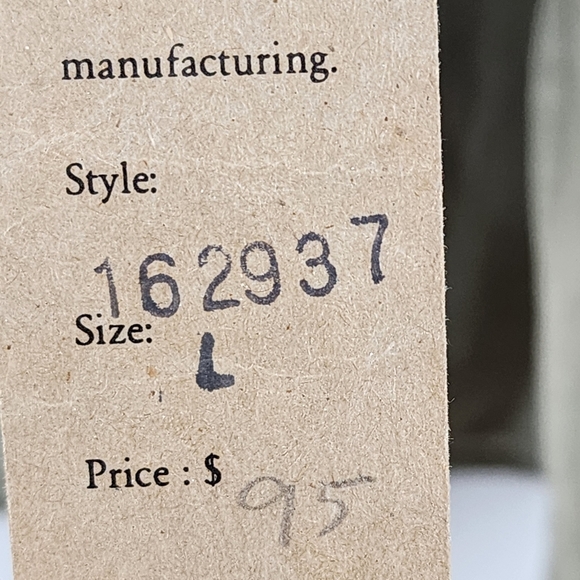 manufacturing.
Style:
162937
Size:
L
Price : $ 95